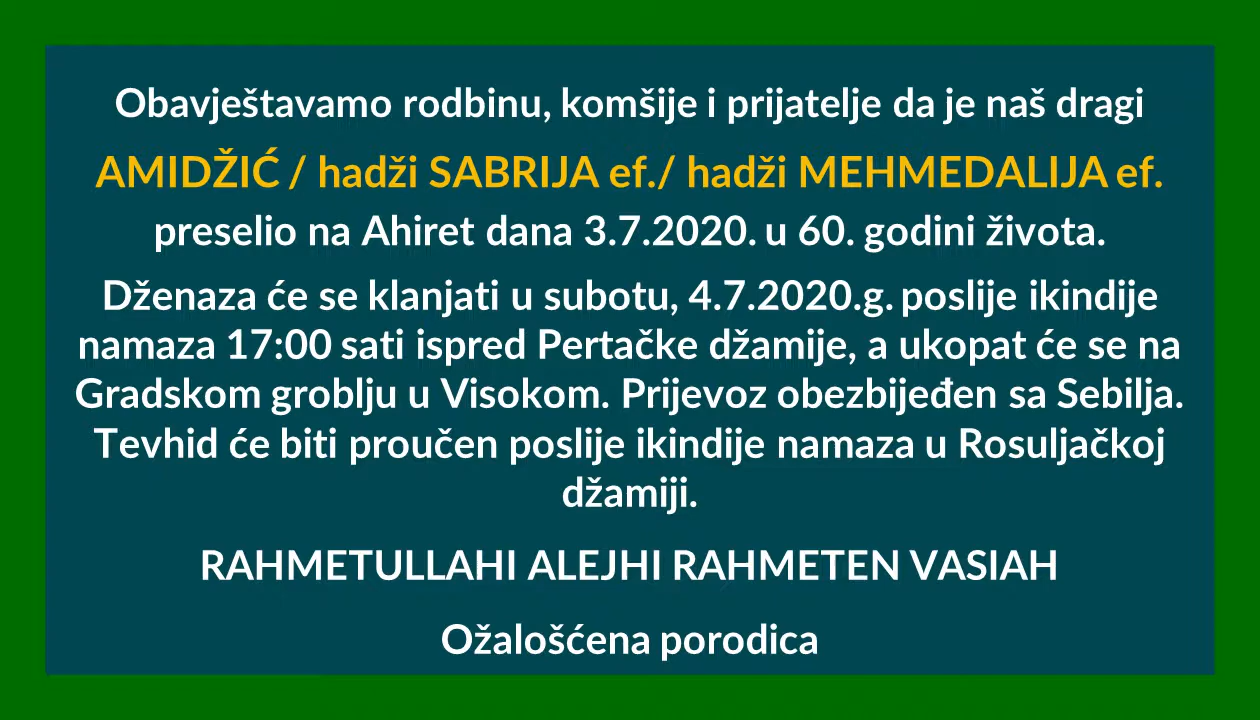 Obavještavamo rodbinu, komšije i prijatelje da je naš dragi
AMIDŽIĆ / hadži SABRIJA ef./ hadži MEHMEDALIJA ef.
preselio na Ahiret dana 3.7.2020. u 60. godini života.
Dženaza će se klanjati u subotu, 4.7.2020.g. poslije ikindije
namaza 17:00 sati ispred Pertačke džamije, a ukopat će se na
Gradskom groblju u Visokom. Prijevoz obezbijeđen sa Sebilja.
Tevhid će biti proučen poslije ikindije namaza u Rosuljačkoj
džamiji.
RAHMETULLAHI ALEJHI RAHMETEN VASIAH
Ožalošćena porodica